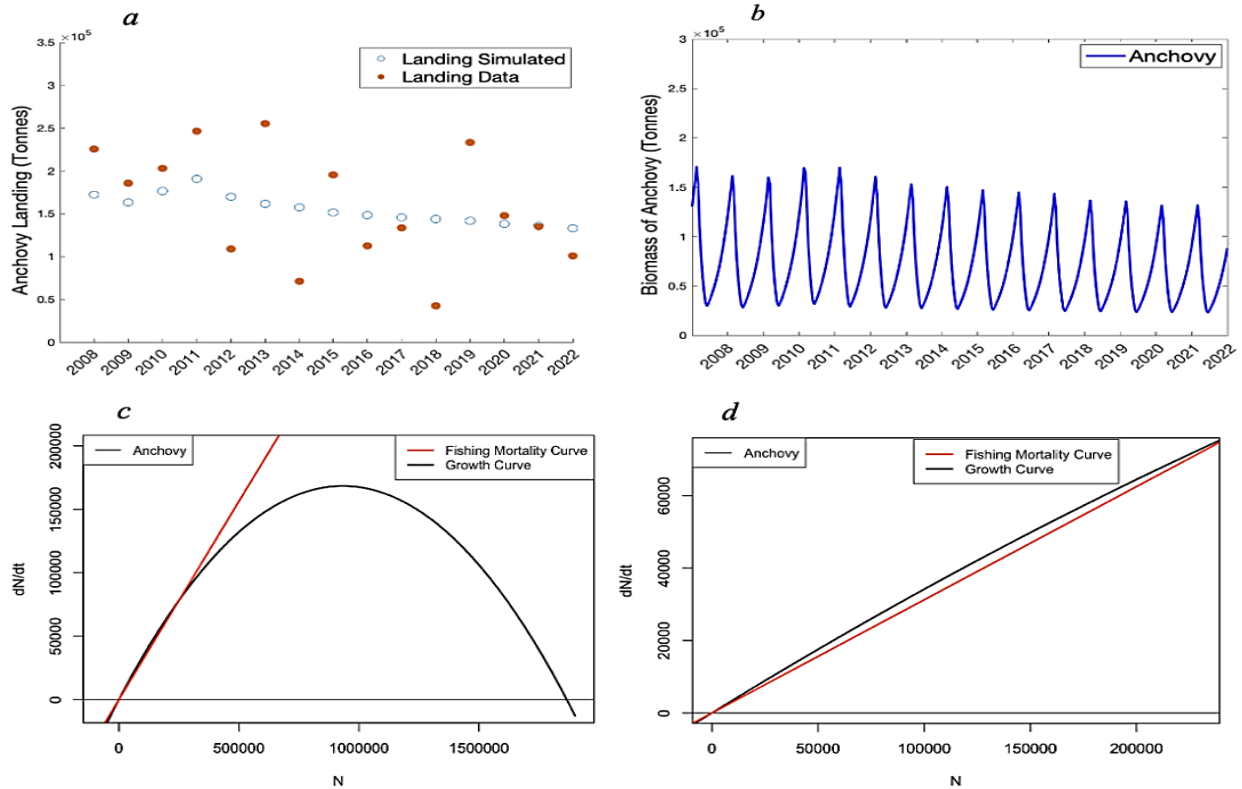 a
×10⁵
3.5
3
2.5
2
1.5
1
0.5
0
Anchovy Landing (Tonnes)
Landing Simulated
Landing Data
2008 2009 2010 2011 2012 2013 2014 2015 2016 2017 2018 2019 2020 2021 2022
b
×10⁵
3
2.5
2
1.5
1
0.5
0
Biomass of Anchovy (Tonnes)
Anchovy
2008 2009 2010 2011 2012 2013 2014 2015 2016 2017 2018 2019 2020 2021 2022
c
Anchovy
Fishing Mortality Curve
Growth Curve
200000
150000
100000
50000
0
dN/dt
0 500000 1000000 1500000
N
d
Anchovy
Fishing Mortality Curve
Growth Curve
60000
40000
20000
0
dN/dt
0 50000 100000 150000 200000
N